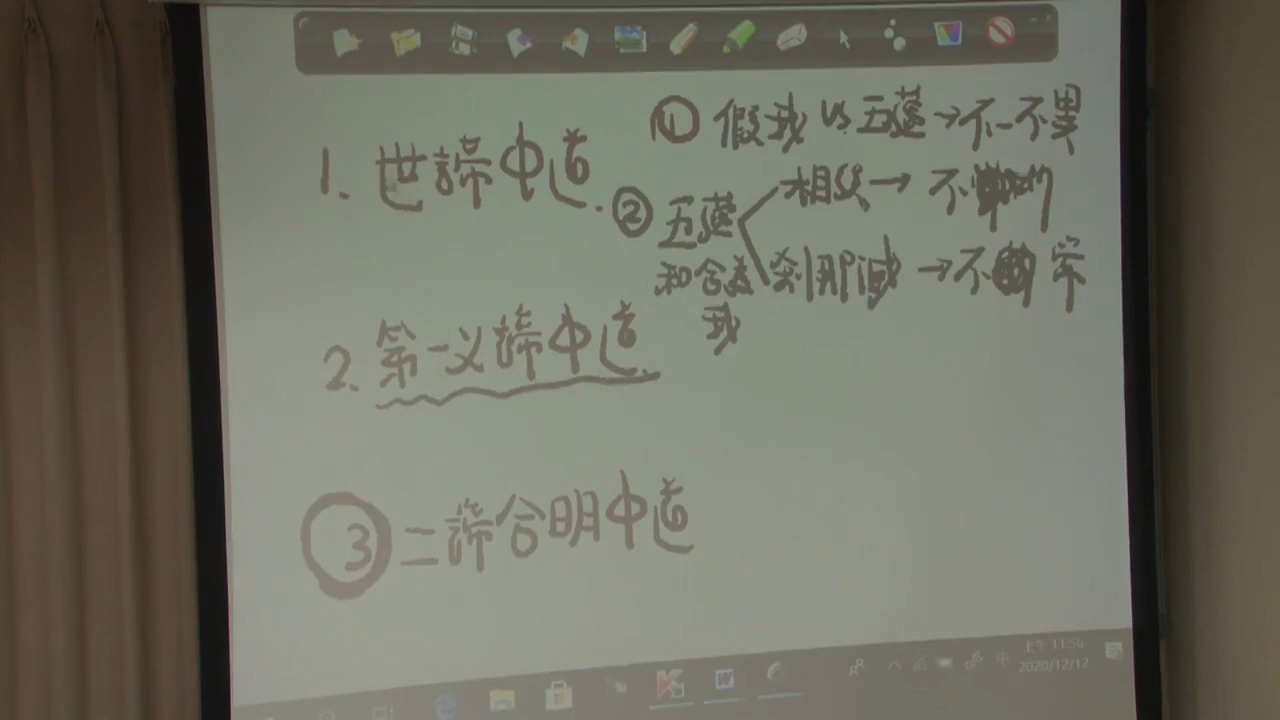 1. 世諦中道.
① 假我 vs 五蘊→不一不異
② 五蘊 相續→ 不
和合為 剎那滅 →不 常
我
2. 第一义諦中道.
③ 二諦合明中道
上午 11:56
中
2020/12/12